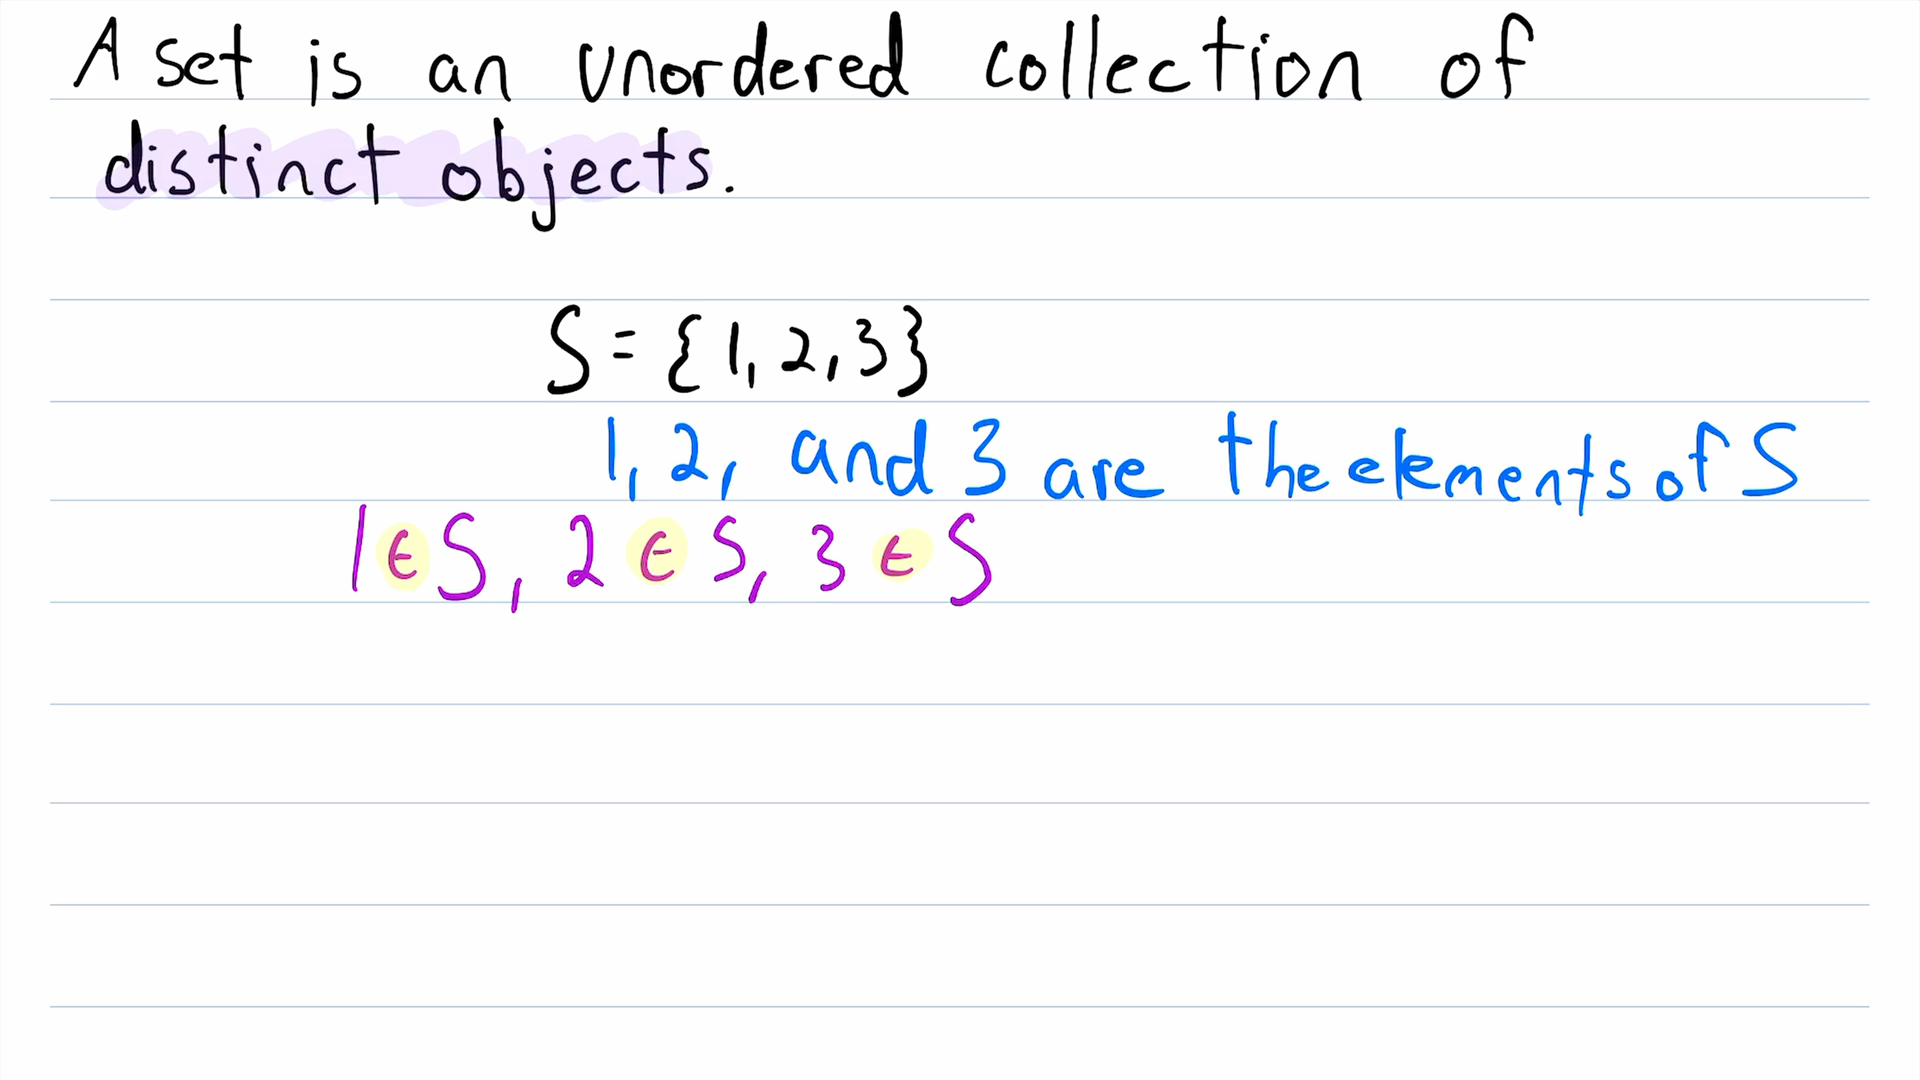 A set is an unordered collection of
distinct objects.
S = {1, 2, 3}
1, 2, and 3 are the elements of S
1 ∈ S, 2 ∈ S, 3 ∈ S